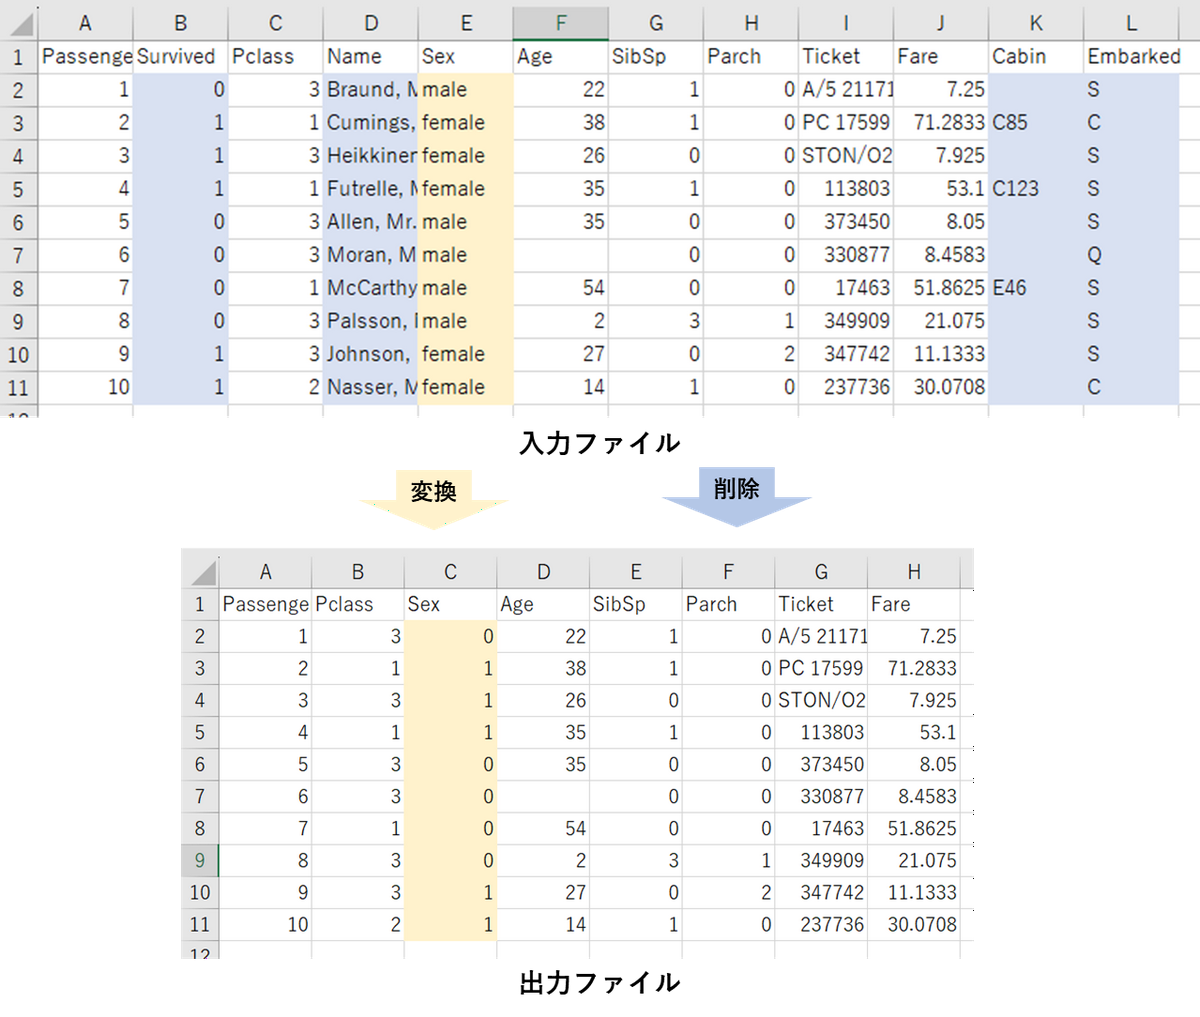 A B C D E F G H I J K L
1 Passenge Survived Pclass Name Sex Age SibSp Parch Ticket Fare Cabin Embarked
2 1 0 3 Braund, M male 22 1 0 A/5 21171 7.25 S
3 2 1 1 Cumings, female 38 1 0 PC 17599 71.2833 C85 C
4 3 1 3 Heikkiner female 26 0 0 STON/O2 7.925 S
5 4 1 1 Futrelle, M female 35 1 0 113803 53.1 C123 S
6 5 0 3 Allen, Mr. male 35 0 0 373450 8.05 S
7 6 0 3 Moran, M male 0 0 330877 8.4583 Q
8 7 0 1 McCarthy male 54 0 0 17463 51.8625 E46 S
9 8 0 3 Palsson, male 2 3 1 349909 21.075 S
10 9 1 3 Johnson, female 27 0 2 347742 11.1333 S
11 10 1 2 Nasser, M female 14 1 0 237736 30.0708 C
入力ファイル
変換 削除
A B C D E F G H
1 Passenge Pclass Sex Age SibSp Parch Ticket Fare
2 1 3 0 22 1 0 A/5 21171 7.25
3 2 1 1 38 1 0 PC 17599 71.2833
4 3 3 1 26 0 0 STON/O2 7.925
5 4 1 1 35 1 0 113803 53.1
6 5 3 0 35 0 0 373450 8.05
7 6 3 0 0 0 330877 8.4583
8 7 1 0 54 0 0 17463 51.8625
9 8 3 0 2 3 1 349909 21.075
10 9 3 1 27 0 2 347742 11.1333
11 10 2 1 14 1 0 237736 30.0708
12
出力ファイル